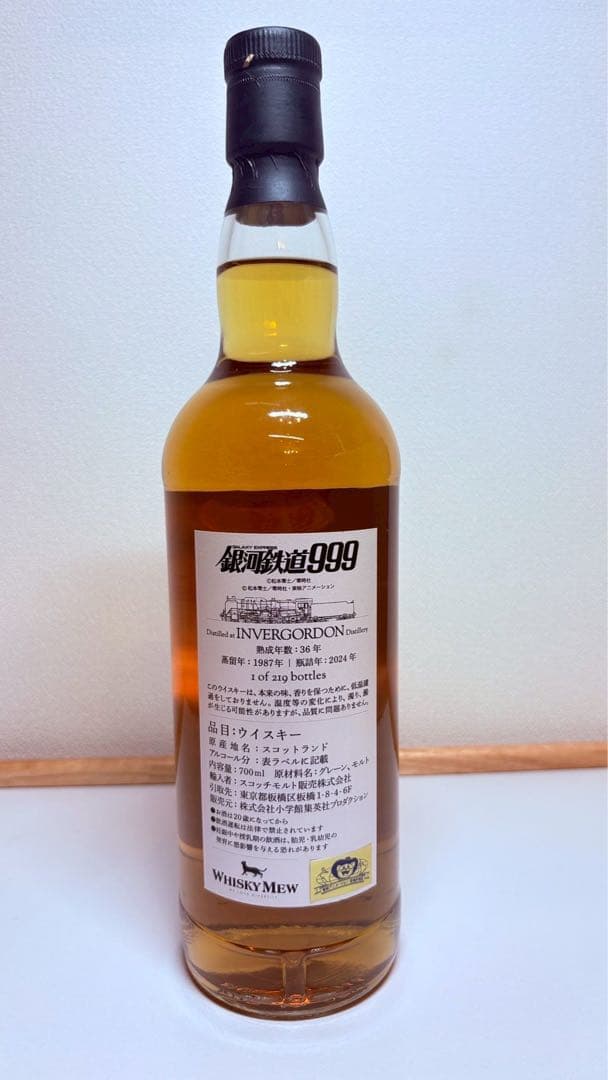 GALAXY EXPRESS
銀河鉄道999
©松本零士／零時社
©松本零士／零時社・東映アニメーション
Distilled at INVERGORDON Distillery
熟成年数：36年
蒸留年：1987年｜瓶詰年：2024年
1 of 219 bottles
このウイスキーは、本来の味、香りを保つために、低温濾
過をしておりません。温度等の変化により、濁り、澱
が生じる可能性がありますが、品質に問題ありません。
品目：ウイスキー
原産地名：スコットランド
アルコール分：表ラベルに記載
内容量：700ml 原材料名：グレーン、モルト
輸入者：スコッチモルト販売株式会社
引取先：東京都板橋区板橋1-8-4-6F
販売元：株式会社小学館集英社プロダクション
●お酒は20歳になってから
●飲酒運転は法律で禁止されています
●妊娠中や授乳期の飲酒は、胎児・乳幼児の
発育に悪影響を与える恐れがあります
WHISKY MEW